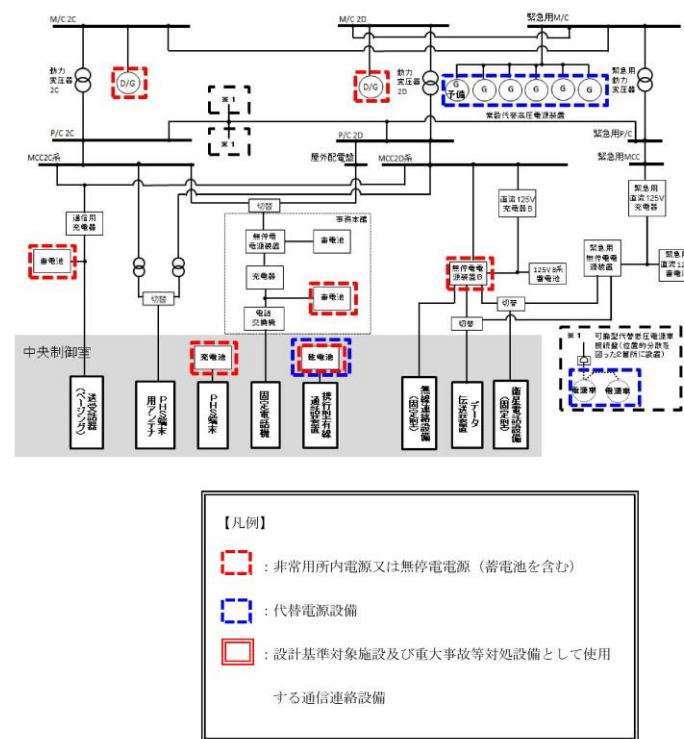 M/C 2C
M/C 2D
緊急用M/C
動力
変圧器
2C
D/G
D/G
動力
変圧器
2D
G
予備
G
G
G
G
G
緊急用
動力
変圧器
常設代替高圧電源装置
※1
※1
P/C 2C
P/C 2D
緊急用P/C
MCC2C系
屋外配電盤
MCC2D系
緊急用MCC
通信用
充電器
切替
事務本館
無停電
電源装置
蓄電池
充電器
蓄電池
電話
交換機
蓄電池
切替
直流125V
充電器B
無停電電
源装置B
125V B系
蓄電池
切替
切替
緊急用
直流125V
充電器
緊急用
無停電電
源装置
緊急用
直流12
蓄電池
※1
可搬型代替低圧電源車
接続盤(位置的分散を
図った2箇所に設置)
電源車
電源車
中央制御室
充電池
乾電池
送受話器
(ページング)
PHS端末
用アンテナ
PHS端末
固定電話機
携行型有線
通話装置
無線連絡設備
(固定型)
データ
伝送装置
衛星電話設備
(固定型)
【凡例】
:非常用所内電源又は無停電電源(蓄電池を含む)
:代替電源設備
:設計基準対象施設及び重大事故等対処設備として使用
する通信連絡設備